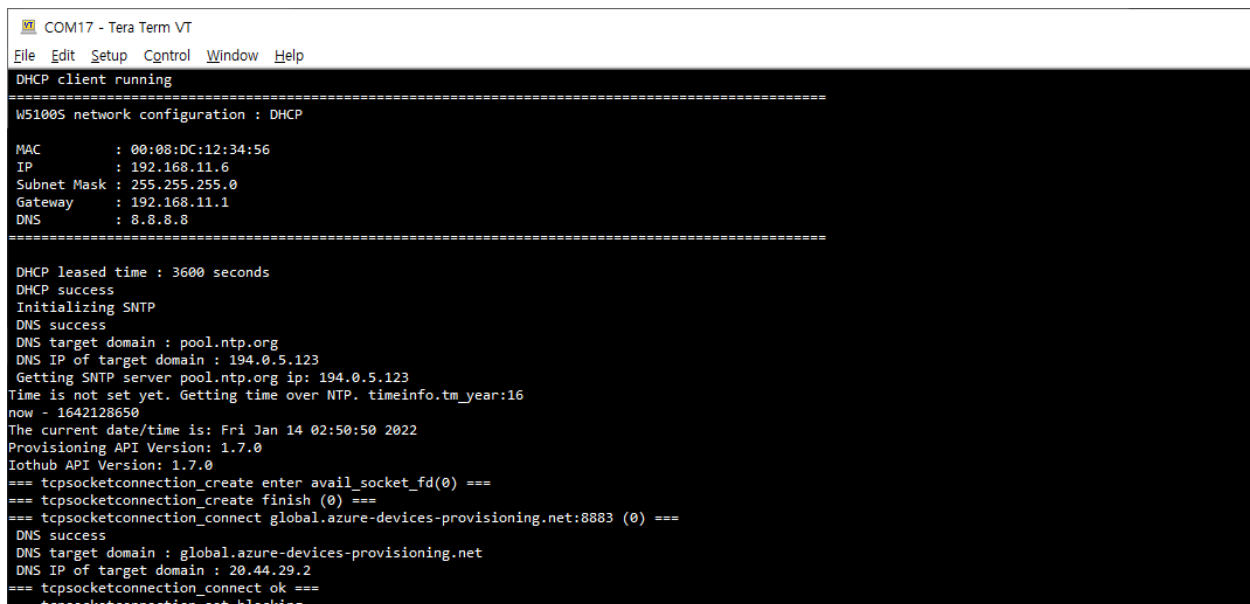 COM17 - Tera Term VT
File Edit Setup Control Window Help
DHCP client running
====================================================================================================
W5100S network configuration : DHCP
MAC : 00:08:DC:12:34:56
IP : 192.168.11.6
Subnet Mask : 255.255.255.0
Gateway : 192.168.11.1
DNS : 8.8.8.8
====================================================================================================
DHCP leased time : 3600 seconds
DHCP success
Initializing SNTP
DNS success
DNS target domain : pool.ntp.org
DNS IP of target domain : 194.0.5.123
Getting SNTP server pool.ntp.org ip: 194.0.5.123
Time is not set yet. Getting time over NTP. timeinfo.tm_year:16
now - 1642128650
The current date/time is: Fri Jan 14 02:50:50 2022
Provisioning API Version: 1.7.0
Iothub API Version: 1.7.0
=== tcpsocketconnection_create enter avail_socket_fd(0) ===
=== tcpsocketconnection_create finish (0) ===
=== tcpsocketconnection_connect global.azure-devices-provisioning.net:8883 (0) ===
DNS success
DNS target domain : global.azure-devices-provisioning.net
DNS IP of target domain : 20.44.29.2
=== tcpsocketconnection_connect ok ===